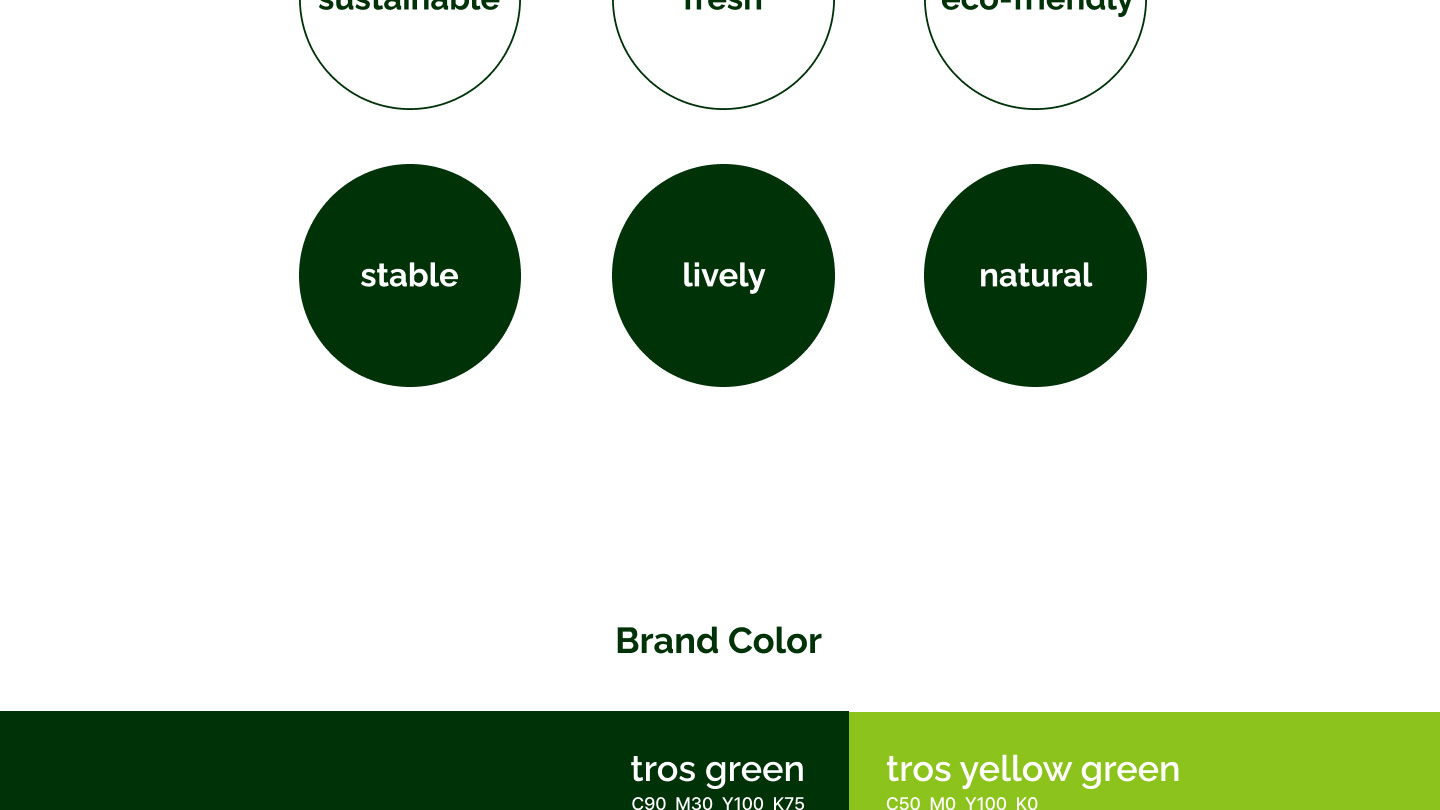 sustainable fresh eco-friendly
stable lively natural
Brand Color
tros green tros yellow green
C90 M30 Y100 K75 C50 M0 Y100 K0